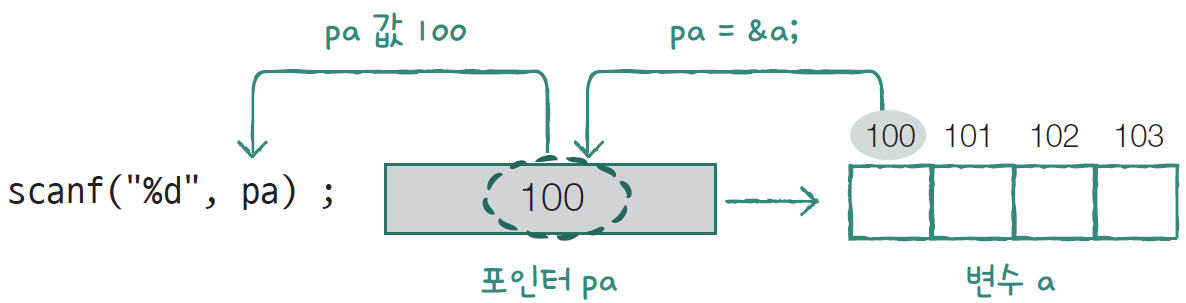 pa 값 100
pa = &a;
100 101 102 103
scanf("%d", pa) ;
100
포인터 pa
변수 a